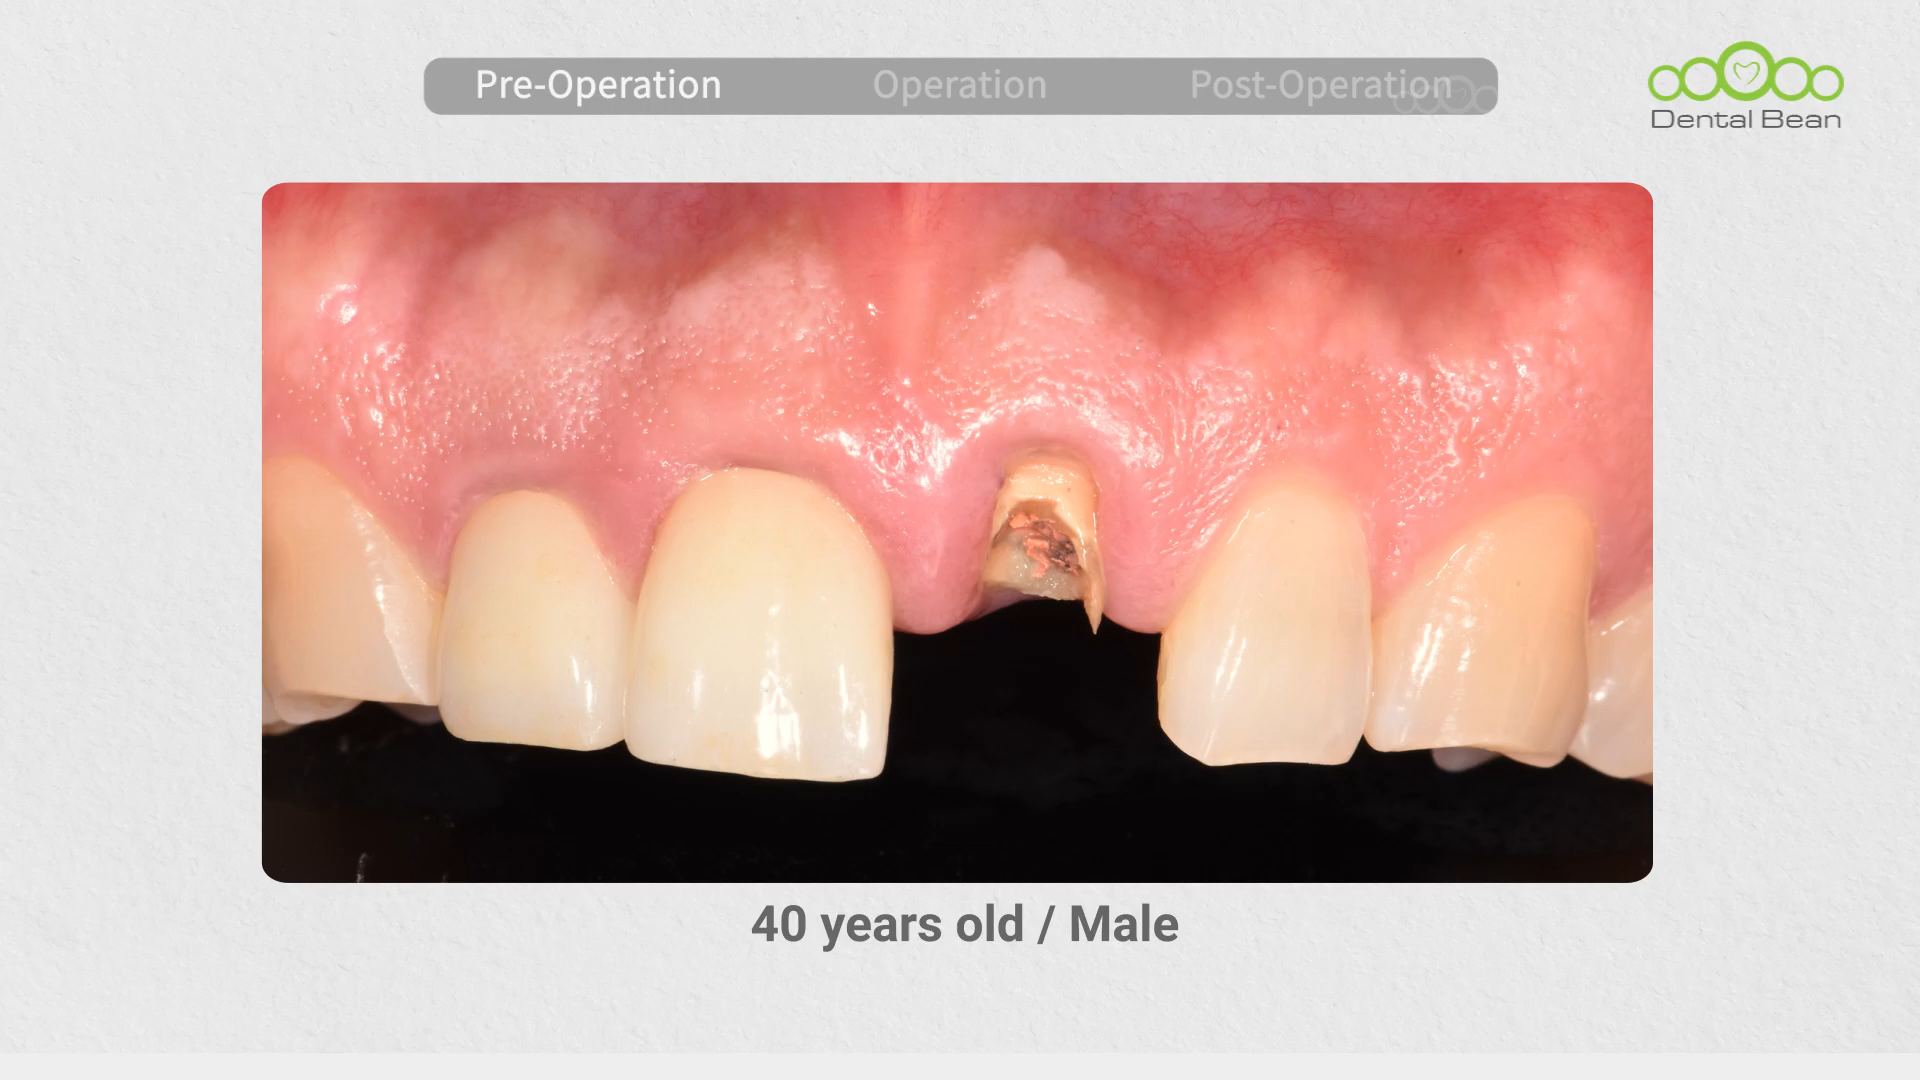 Pre-Operation Operation Post-Operation
Dental Bean
40 years old / Male